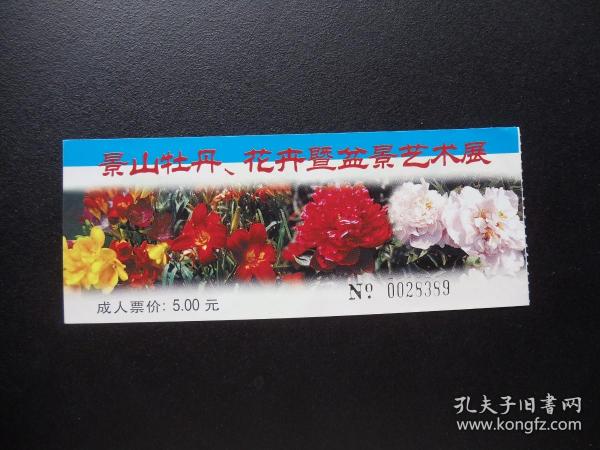 景山牡丹、花卉暨盆景艺术展
成人票价: 5.00 元
№ 0028389
孔夫子旧書网
www.kongfz.com